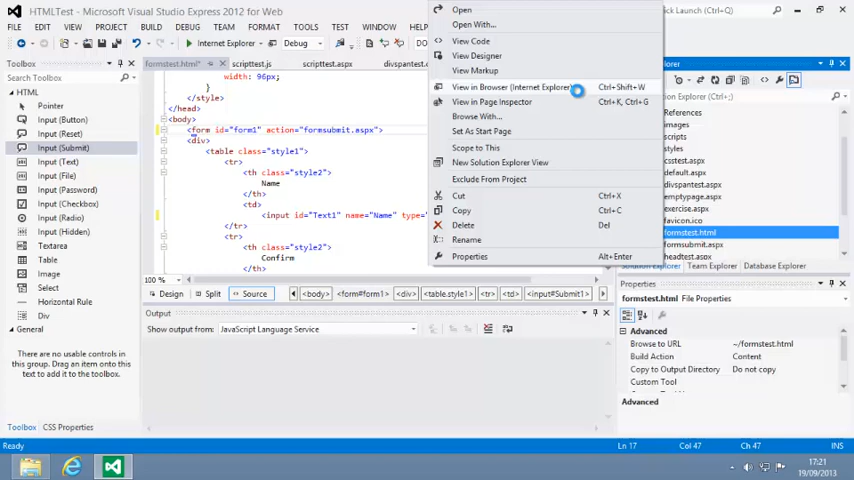 HTMLTest - Microsoft Visual Studio Express 2012 for Web
Quick Launch (Ctrl+Q)
FILE EDIT VIEW PROJECT BUILD DEBUG TEAM FORMAT TEST WINDOW HELP
Internet Explorer Debug
Toolbox
Search Toolbox
HTML
Pointer
Input (Button)
Input (Reset)
Input (Submit)
Input (Text)
Input (File)
Input (Password)
Input (Checkbox)
Input (Radio)
Input (Hidden)
Textarea
Table
Image
Select
Horizontal Rule
Div
General
There are no usable controls in
this group. Drag an item onto this
text to add it to the toolbox.
Toolbox CSS Properties
formstest.html* scripttest.js scripttest.aspx divspantest.
width: 96px;
}
</style>
</head>
<body>
<form id="form1" action="formsubmit.aspx">
<div>
<table class="style1">
<tr>
<th class="style2">
Name
</th>
<td>
<input id="Text1" name="Name" type="
</tr>
<tr>
<th class="style2">
Confirm
</th>
100 %
Design Split Source <body> <form#form1> <div> <table.style1> <tr> <td> <input#Submit1>
Output
Show output from: JavaScript Language Service
Open
Open With...
View Code
View Designer
View Markup
View in Browser (Internet Explorer) Ctrl+Shift+W
View in Page Inspector Ctrl+K, Ctrl+G
Browse With...
Set As Start Page
Scope to This
New Solution Explorer View
Exclude From Project
Cut Ctrl+X
Copy Ctrl+C
Delete Del
Rename
Properties Alt+Enter
References
Images
csstest.aspx
divspantest.aspx
emptypage.aspx
exercise.aspx
favicon.ico
formstest.html
formsubmit.aspx
headtest.aspx
Solution Explorer Team Explorer Database Explorer
Properties
formstest.html File Properties
Advanced
Browse to URL ~/formstest.html
Build Action Content
Copy to Output Directory Do not copy
Custom Tool
Advanced
Ready Ln 17 Col 47 Ch 47 INS
17:21
19/09/2013